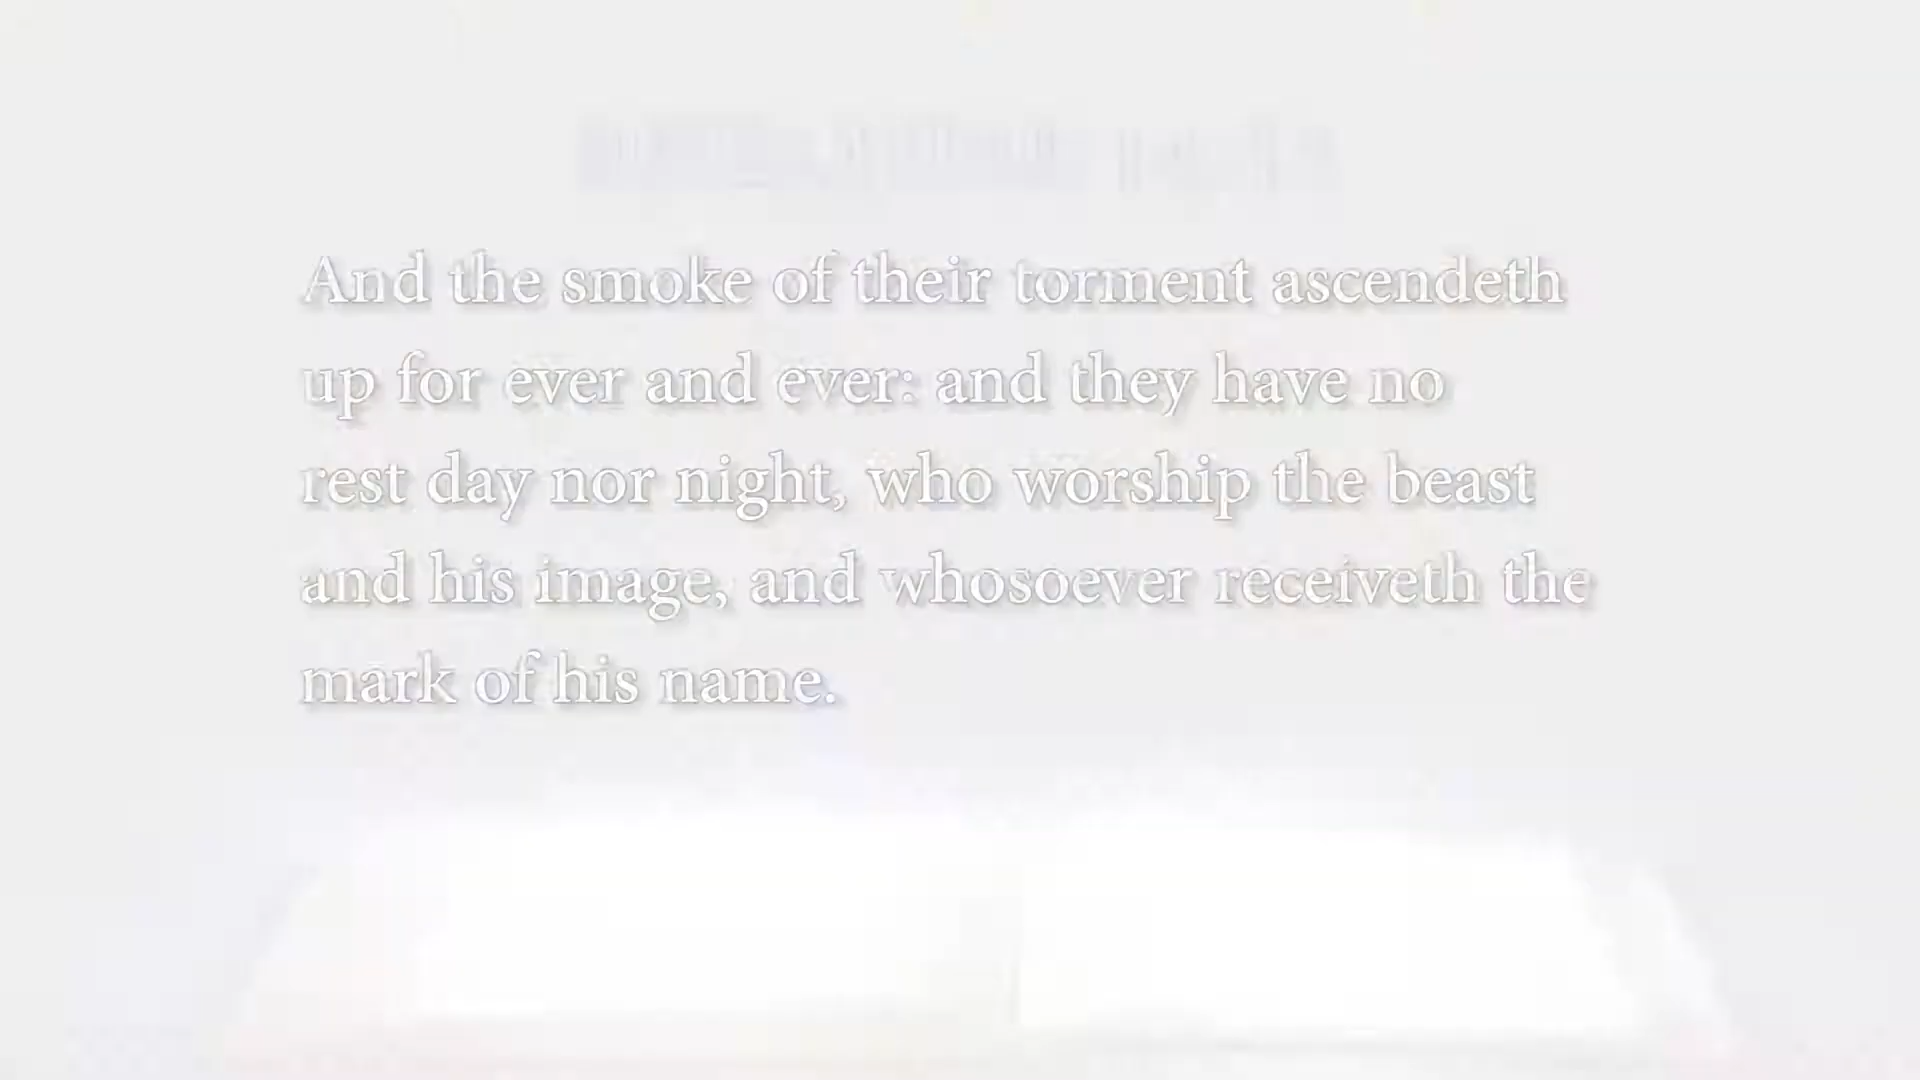 And the smoke of their torment ascendeth
up for ever and ever: and they have no
rest day nor night, who worship the beast
and his image, and whosoever receiveth the
mark of his name.